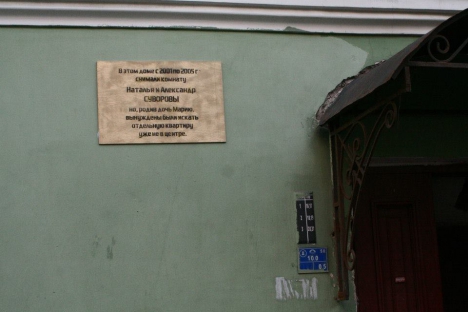 В этом доме с 2001 по 2005 г
снимали комнату
Наталья и Александр
СУВОРОВЫ
но, родив дочь Марию,
вынуждены были искать
отдельную квартиру
уже не в центре.